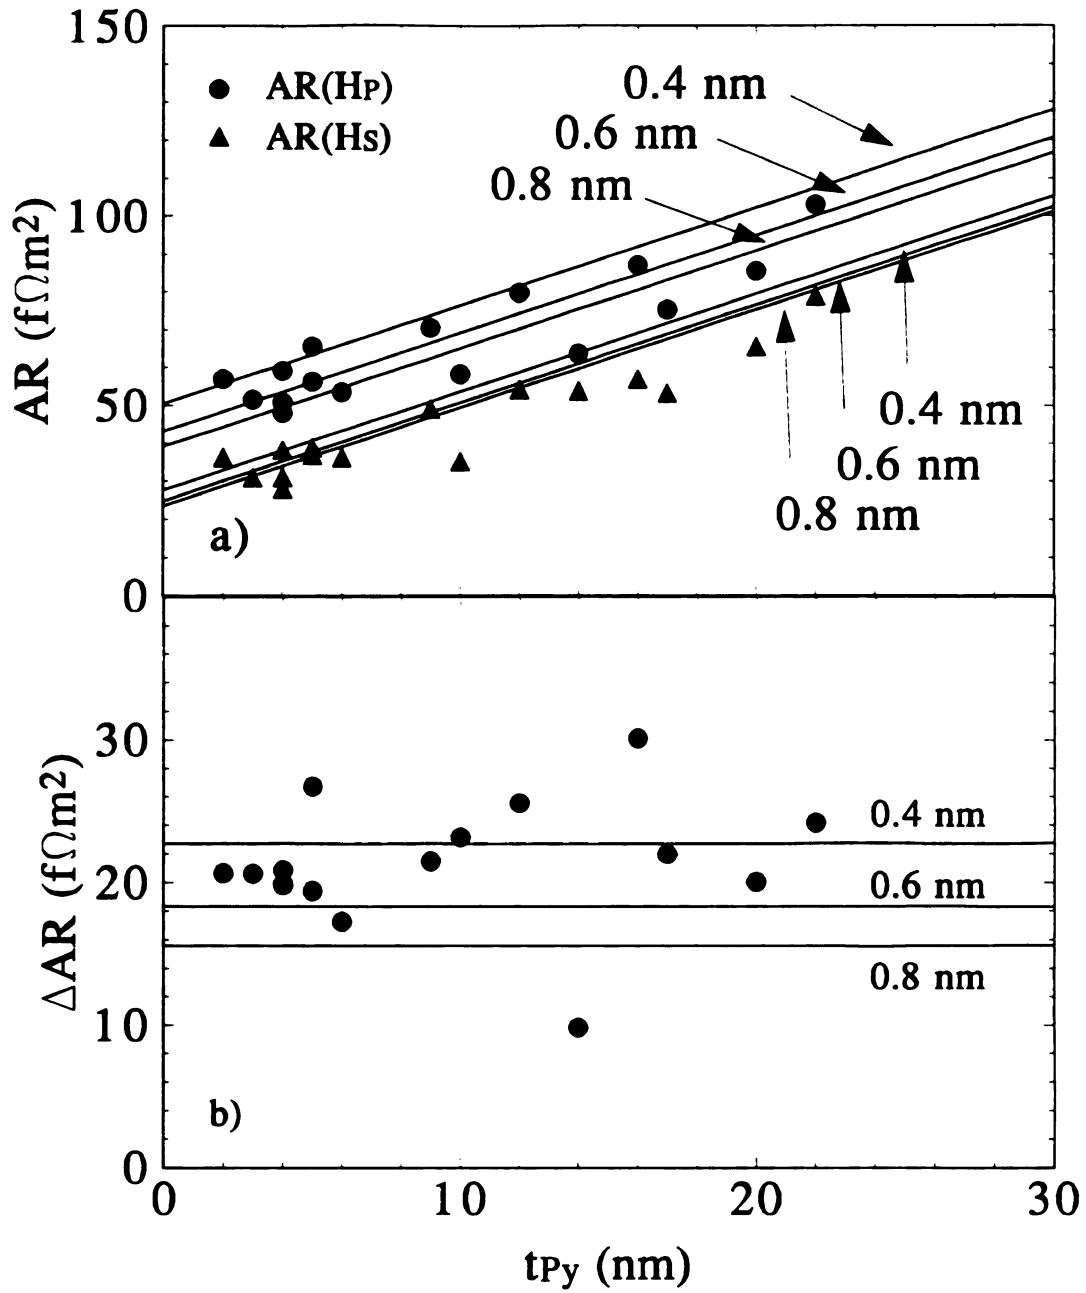 150
AR(HP)
AR(Hs)
0.4 nm
0.6 nm
0.8 nm
100
AR (fΩm²)
50
0.4 nm
0.6 nm
0.8 nm
a)
0
30
0.4 nm
20
0.6 nm
ΔAR (fΩm²)
0.8 nm
10
b)
0
0 10 20 30
tPy (nm)